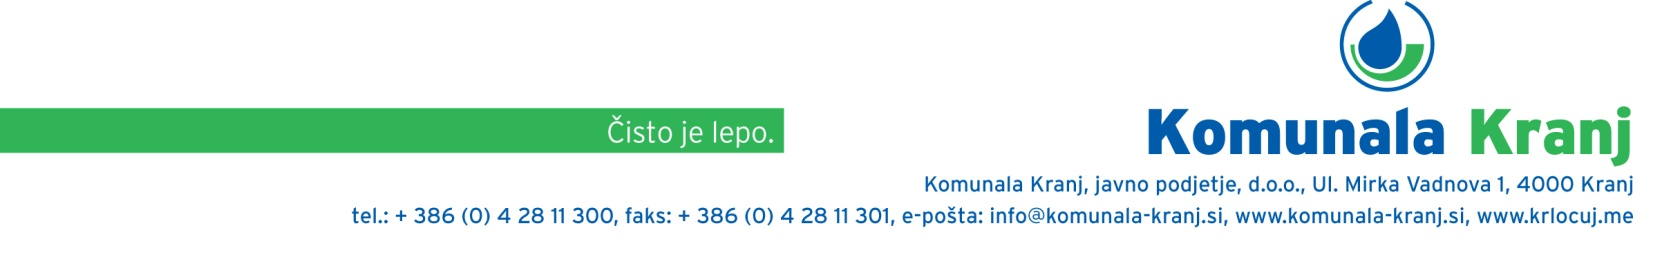 Čisto je lepo.
Komunala Kranj
Komunala Kranj, javno podjetje, d.o.o., Ul. Mirka Vadnova 1, 4000 Kranj
tel.: + 386 (0) 4 28 11 300, faks: + 386 (0) 4 28 11 301, e-pošta: info@komunala-kranj.si, www.komunala-kranj.si, www.krlocuj.me